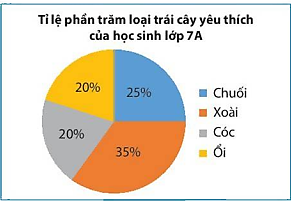 Tỉ lệ phần trăm loại trái cây yêu thích
của học sinh lớp 7A
20%
25%
20%
35%
Chuối
Xoài
Cóc
Ổi